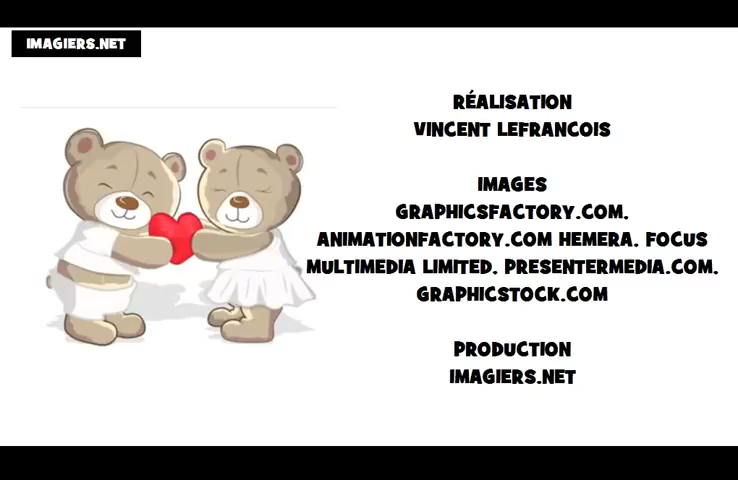 IMAGIERS.NET
RÉALISATION
VINCENT LEFRANCOIS
IMAGES
GRAPHICSFACTORY.COM,
ANIMATIONFACTORY.COM HEMERA, FOCUS
MULTIMEDIA LIMITED, PRESENTERMEDIA.COM,
GRAPHICSTOCK.COM
PRODUCTION
IMAGIERS.NET